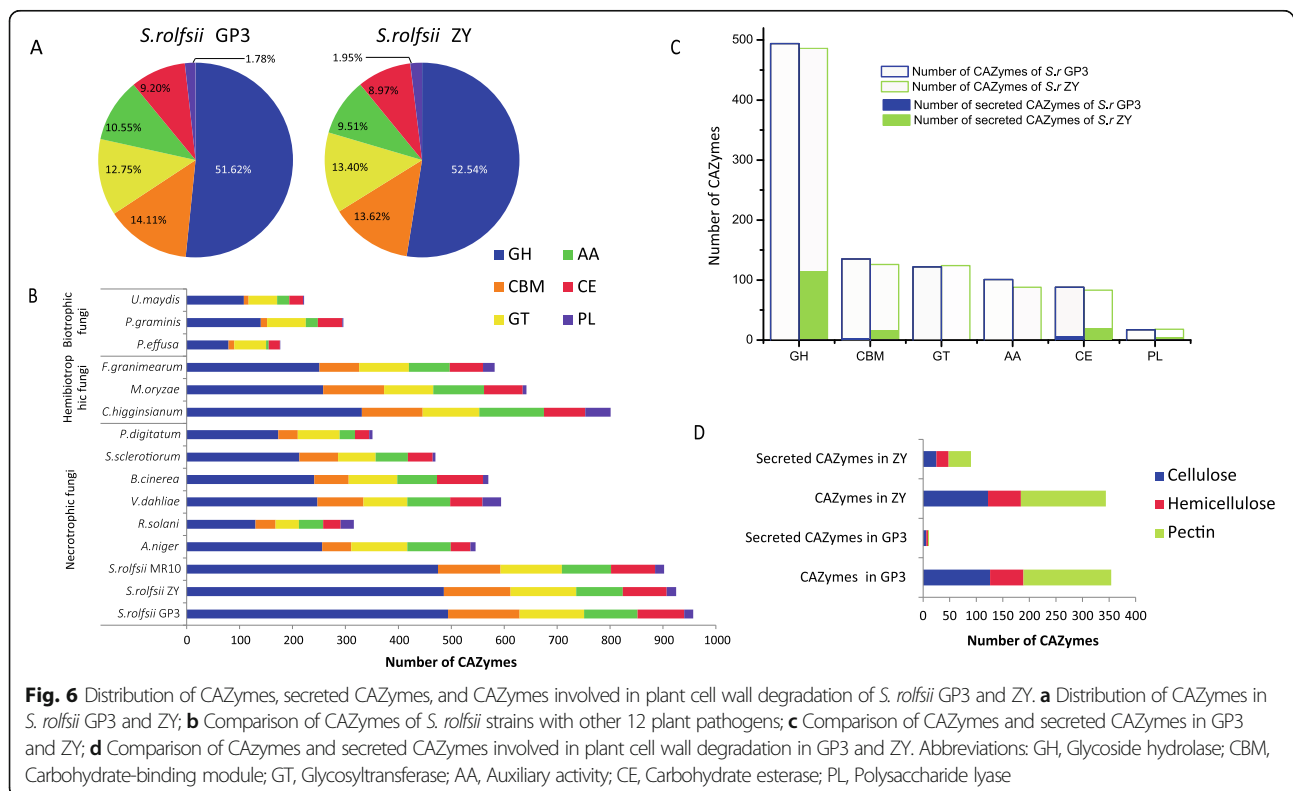 A
S.rolfsii GP3
S.rolfsii ZY
1.78%
9.20%
10.55%
12.75%
14.11%
51.62%
1.95%
8.97%
9.51%
13.40%
13.62%
52.54%
GH
AA
CBM
CE
GT
PL
B
Biotrophic
fungi
Hemibiotrop
hic fungi
Necrotrophic fungi
U.maydis
P.graminis
P.effusa
F.granimearum
M.oryzae
C.higginsianum
P.digitatum
S.sclerotiorum
B.cinerea
V.dahliae
R.solani
A.niger
S.rolfsii MR10
S.rolfsii ZY
S.rolfsii GP3
0 100 200 300 400 500 600 700 800 900 1000
Number of CAZymes
C
Number of CAZymes
500
400
300
200
100
0
Number of CAZymes of S.r GP3
Number of CAZymes of S.r ZY
Number of secreted CAZymes of S.r GP3
Number of secreted CAZymes of S.r ZY
GH CBM GT AA CE PL
D
Secreted CAZymes in ZY
CAZymes in ZY
Secreted CAZymes in GP3
CAZymes in GP3
0 50 100 150 200 250 300 350 400
Number of CAZymes
Cellulose
Hemicellulose
Pectin
Fig. 6 Distribution of CAZymes, secreted CAZymes, and CAZymes involved in plant cell wall degradation of S. rolfsii GP3 and ZY. a Distribution of CAZymes in
S. rolfsii GP3 and ZY; b Comparison of CAZymes of S. rolfsii strains with other 12 plant pathogens; c Comparison of CAZymes and secreted CAZymes in GP3
and ZY; d Comparison of CAzymes and secreted CAZymes involved in plant cell wall degradation in GP3 and ZY. Abbreviations: GH, Glycoside hydrolase; CBM,
Carbohydrate-binding module; GT, Glycosyltransferase; AA, Auxiliary activity; CE, Carbohydrate esterase; PL, Polysaccharide lyase